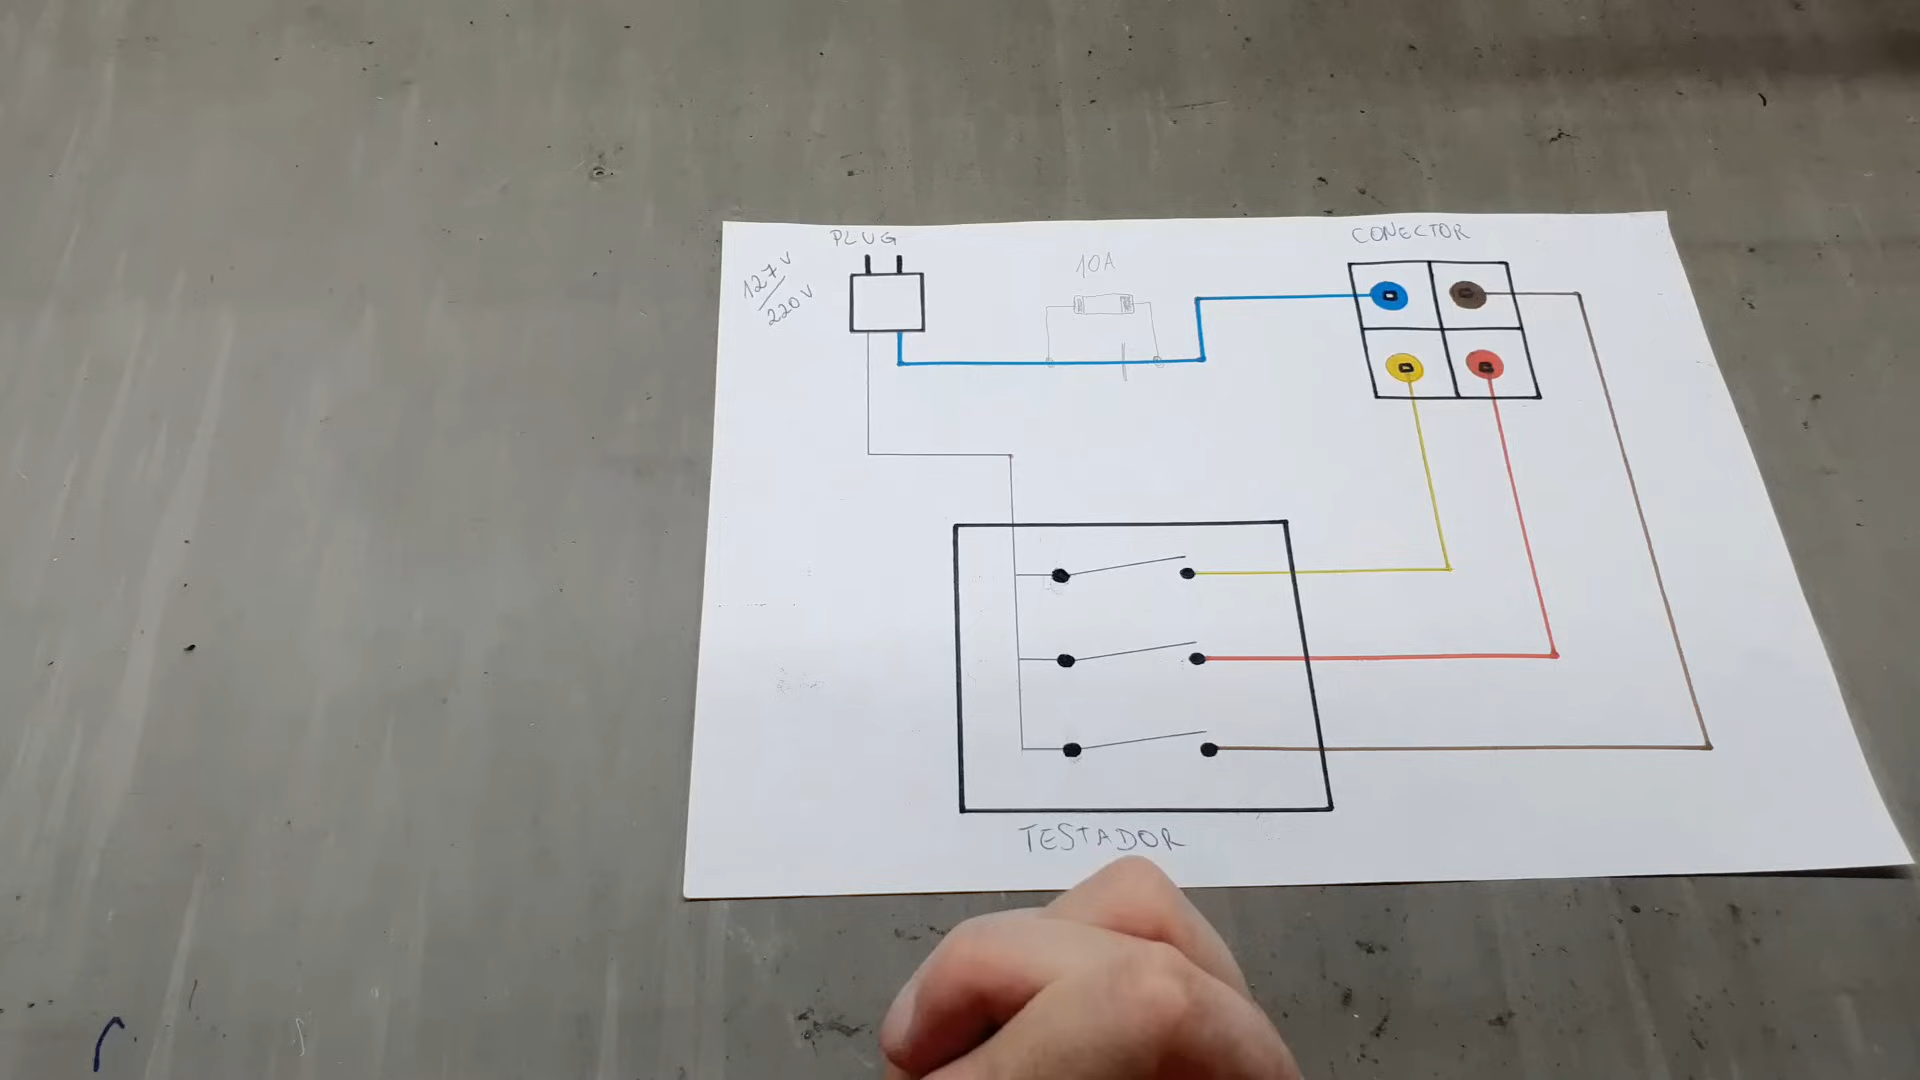 PLUG
127V
220V
10A
CONECTOR
TESTADOR